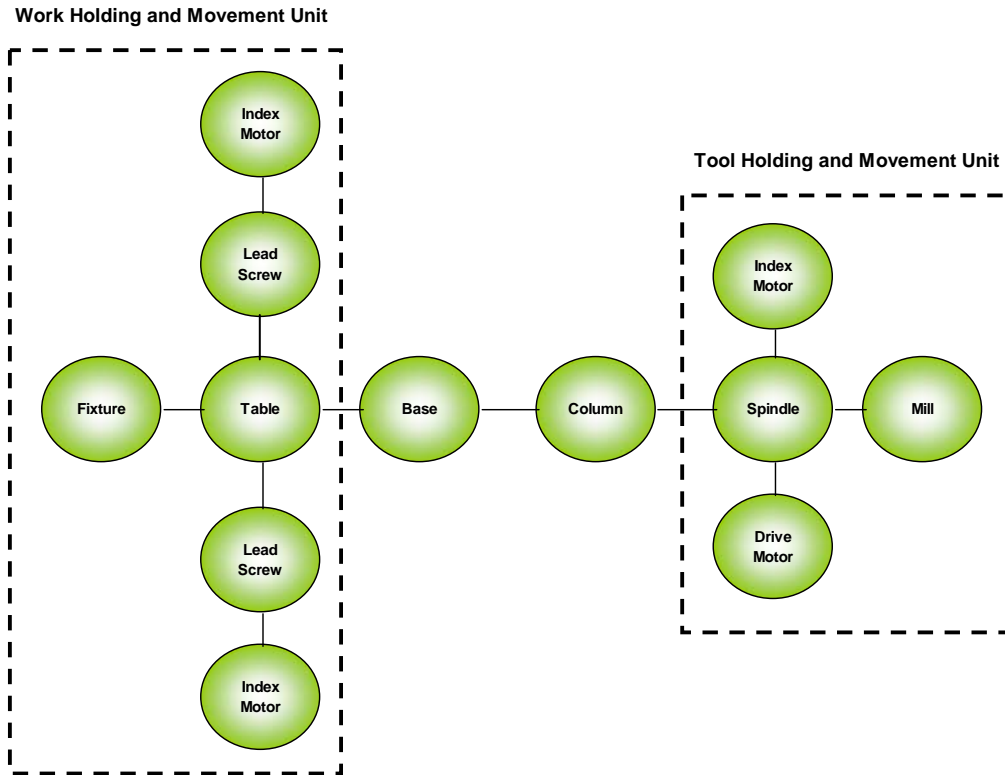 Work Holding and Movement Unit
Index
Motor
Tool Holding and Movement Unit
Lead
Screw
Index
Motor
Fixture
Table
Base
Column
Spindle
Mill
Lead
Screw
Drive
Motor
Index
Motor